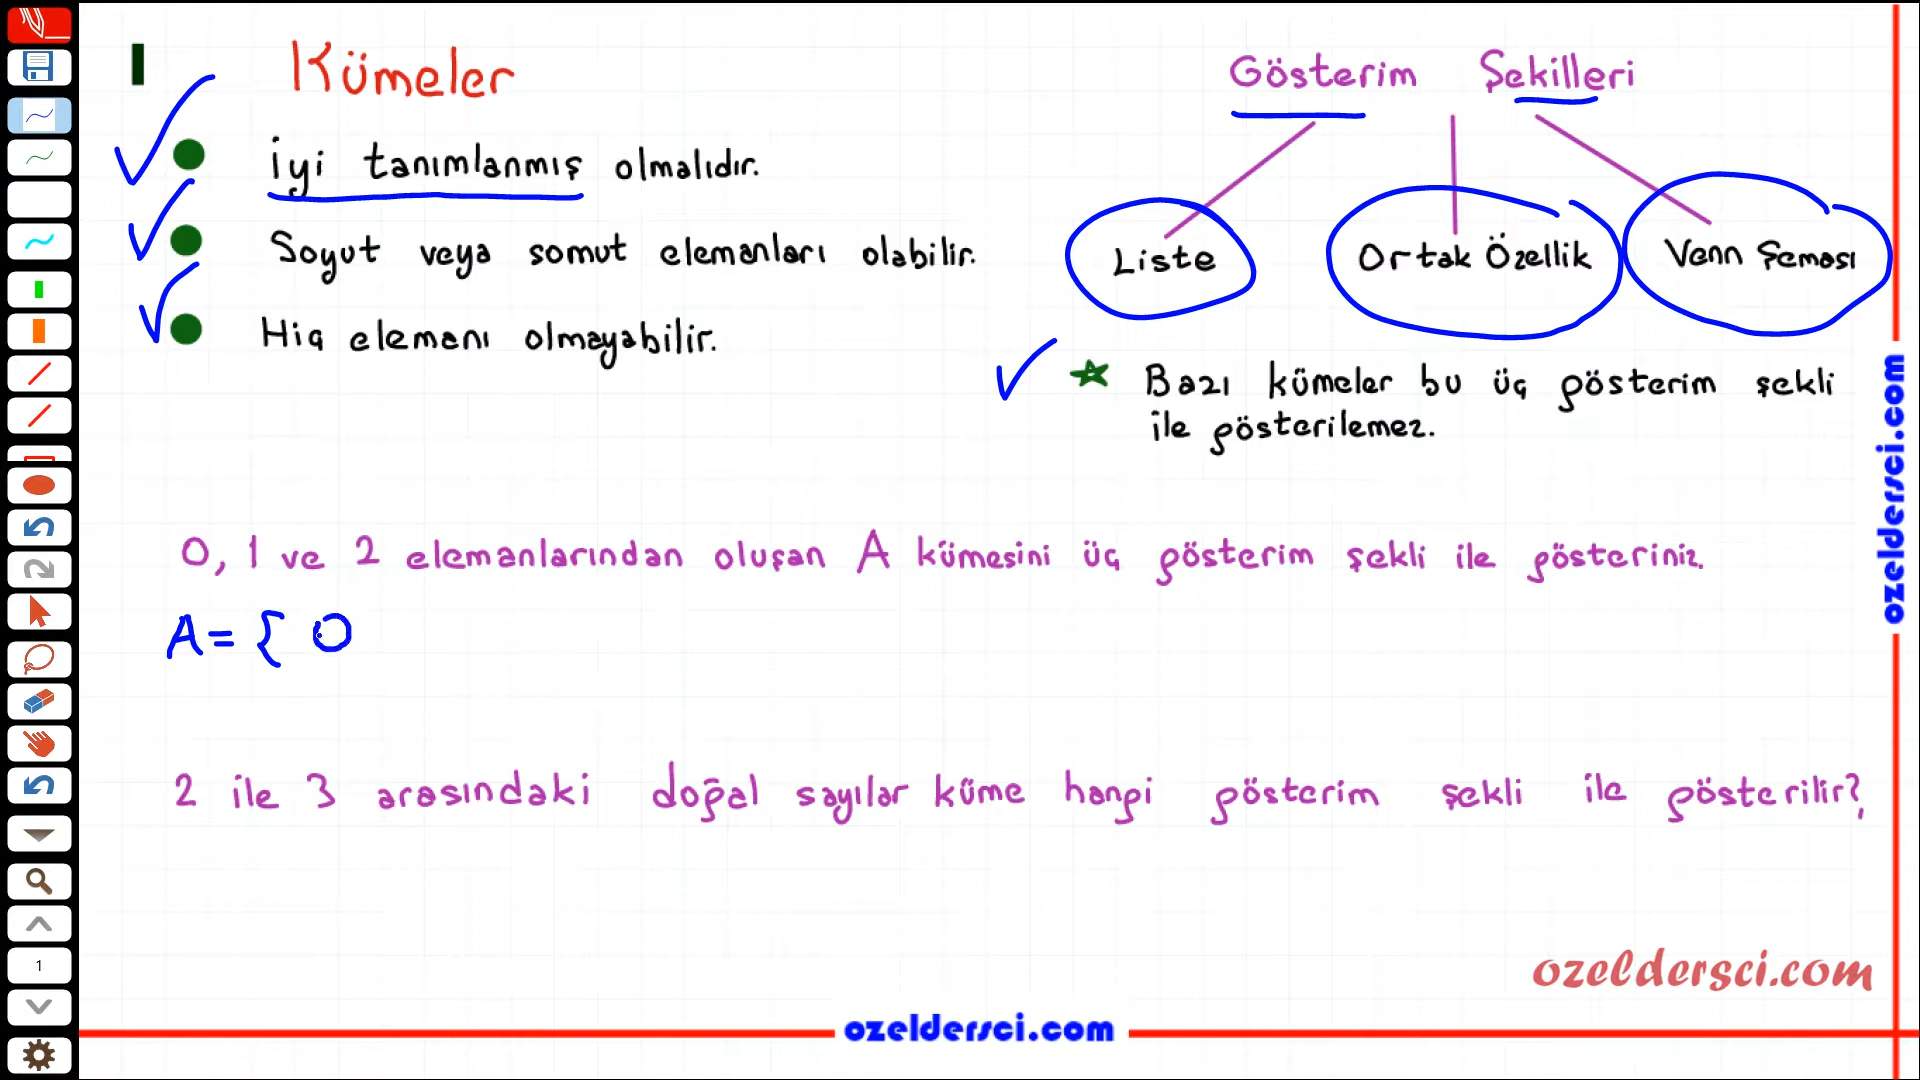 Kümeler
İyi tanımlanmış olmalıdır.
Soyut veya somut elemanları olabilir.
Hiç elemanı olmayabilir.
Gösterim Şekilleri
Liste
Ortak Özellik
Venn Şeması
Bazı kümeler bu üç gösterim şekli
ile gösterilemez.
0, 1 ve 2 elemanlarından oluşan A kümesini üç gösterim şekli ile gösteriniz.
A= { 0
2 ile 3 arasındaki doğal sayılar küme hangi gösterim şekli ile gösterilir?
ozeldersci.com
ozeldersci.com
ozeldersci.com
1